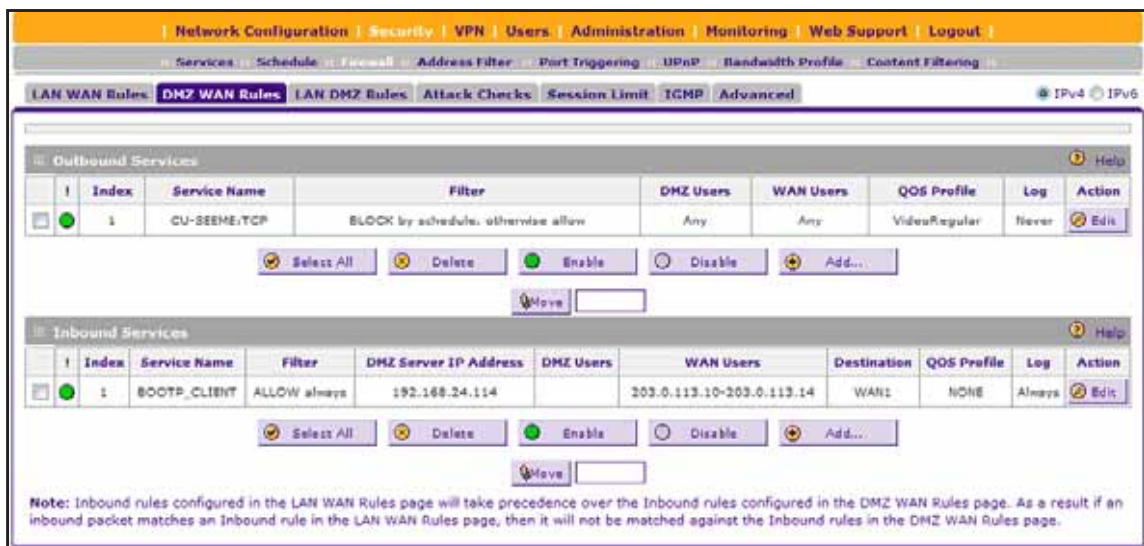 Network Configuration | Security | VPN | Users | Administration | Monitoring | Web Support | Logout
Services :: Schedule :: Firewall :: Address Filter :: Port Triggering :: UPnP :: Bandwidth Profile :: Content Filtering
LAN WAN Rules DMZ WAN Rules LAN DMZ Rules Attack Checks Session Limit IGMP Advanced IPv4 IPv6
Outbound Services Help
! Index Service Name Filter DMZ Users WAN Users QOS Profile Log Action
1 CU-SEEME:TCP BLOCK by schedule, otherwise allow Any Any VideoRegular Never Edit
Select All Delete Enable Disable Add...
Move
Inbound Services Help
! Index Service Name Filter DMZ Server IP Address DMZ Users WAN Users Destination QOS Profile Log Action
1 BOOTP_CLIENT ALLOW always 192.168.24.114 203.0.113.10-203.0.113.14 WAN1 NONE Always Edit
Select All Delete Enable Disable Add...
Move
Note: Inbound rules configured in the LAN WAN Rules page will take precedence over the Inbound rules configured in the DMZ WAN Rules page. As a result if an
inbound packet matches an Inbound rule in the LAN WAN Rules page, then it will not be matched against the Inbound rules in the DMZ WAN Rules page.